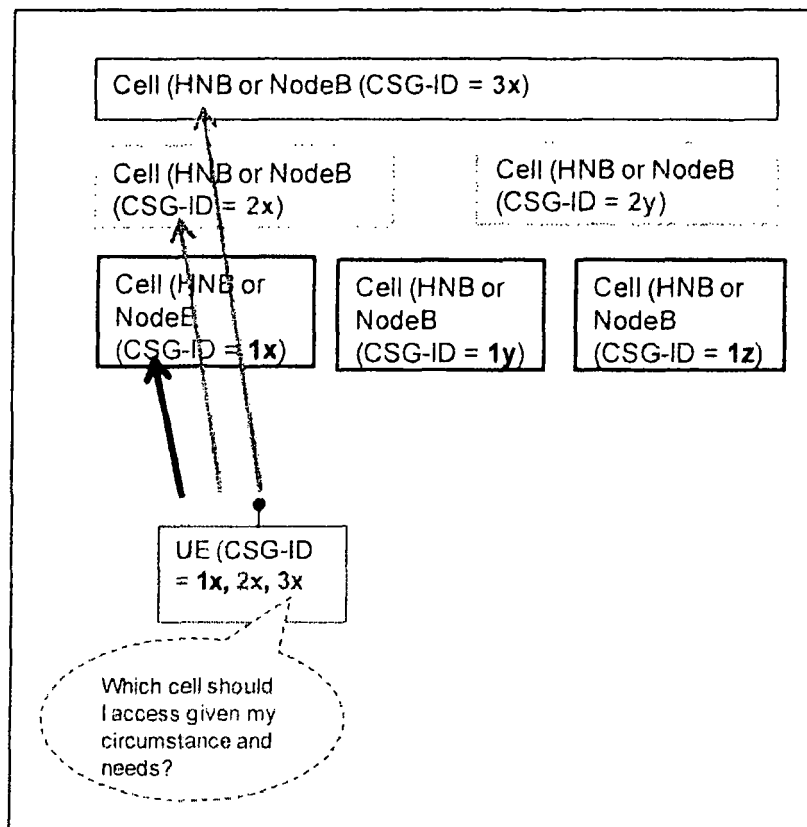 Cell (HNB or NodeB (CSG-ID = 3x)
Cell (HNB or NodeB
(CSG-ID = 2x)
Cell (HNB or NodeB
(CSG-ID = 2y)
Cell (HNB or
NodeB
(CSG-ID = 1x)
Cell (HNB or
NodeB
(CSG-ID = 1y)
Cell (HNB or
NodeB
(CSG-ID = 1z)
UE (CSG-ID
= 1x, 2x, 3x
Which cell should
I access given my
circumstance and
needs?